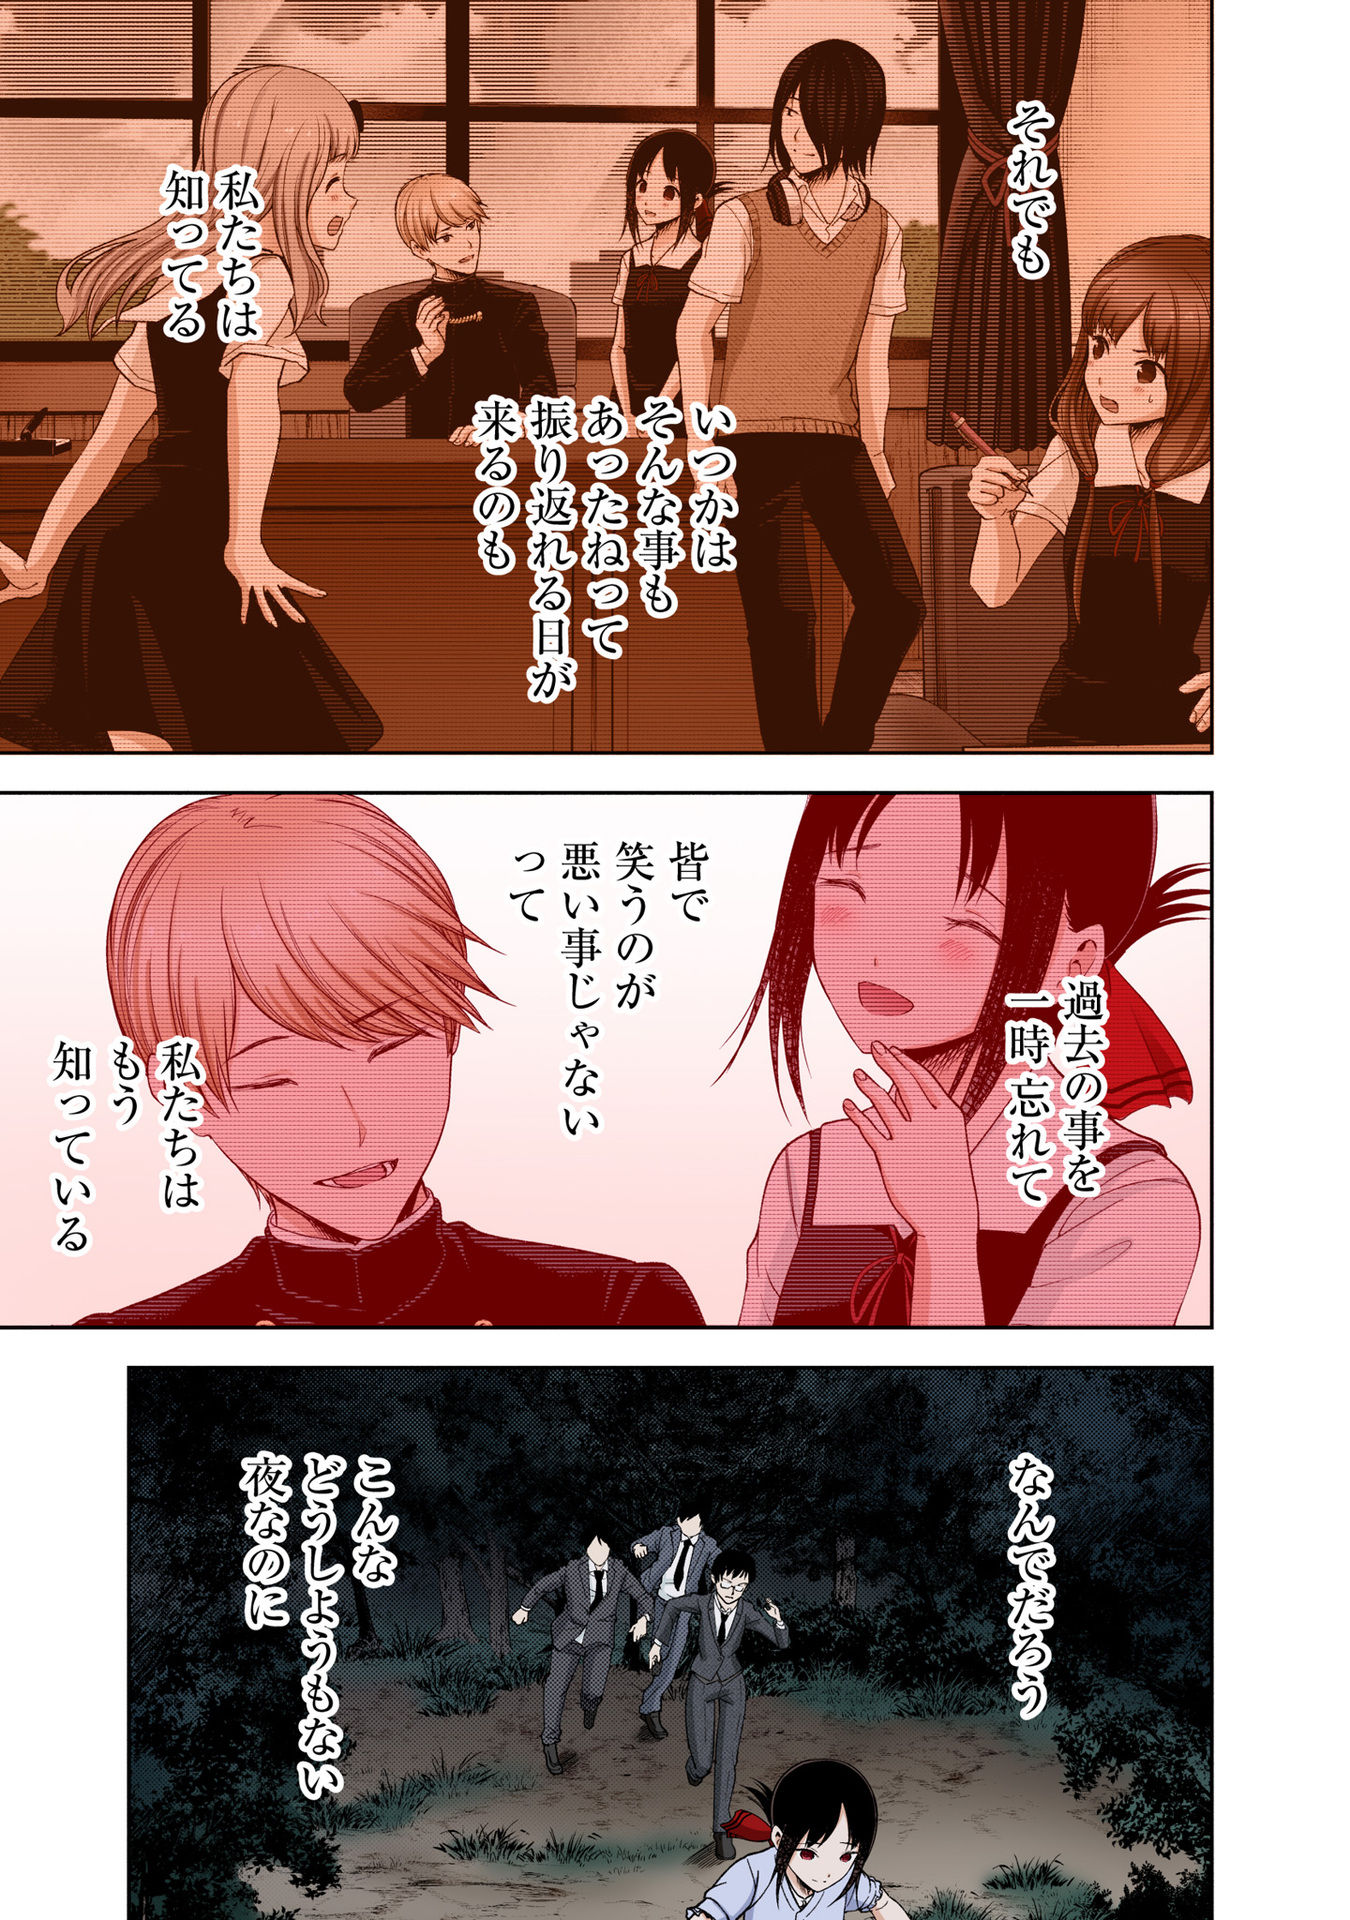 それでも
いつかは
そんな事も
あったねって
振り返れる日が
来るのも
私たちは
知ってる
過去の事を
一時忘れて
皆で
笑うのが
悪い事じゃない
って
私たちは
もう
知っている
なんでだろう
こんな
どうしようもない
夜なのに